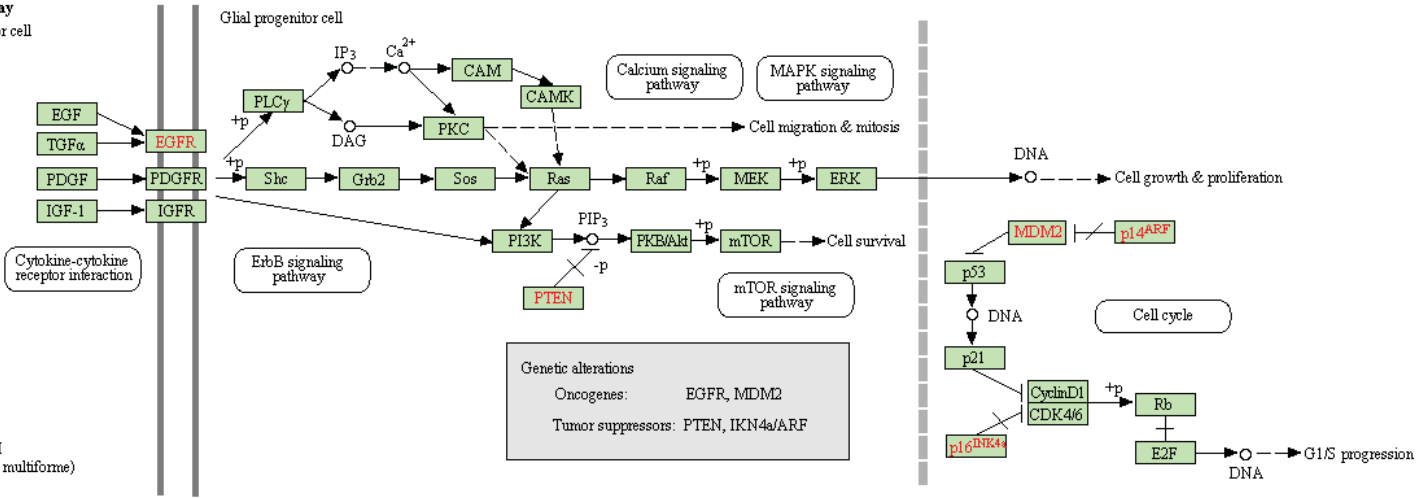 ay
Glial progenitor cell
r cell
IP3
Ca2+
CAM
Calcium signaling
pathway
MAPK signaling
pathway
PLCγ
CAMK
EGF
+p
DAG
PKC
Cell migration & mitosis
TGFα
EGFR
+p
+p
+p
DNA
PDGF
PDGFR
Shc
Grb2
Sos
Ras
Raf
MEK
ERK
Cell growth & proliferation
IGF-1
IGFR
PIP3
+p
MDM2
p14ARF
PI3K
PKB/Akt
mTOR
Cell survival
Cytokine-cytokine
receptor interaction
ErbB signaling
pathway
-p
p53
PTEN
mTOR signaling
pathway
DNA
Cell cycle
p21
Genetic alterations
Oncogenes: EGFR, MDM2
Tumor suppressors: PTEN, IKN4a/ARF
CyclinD1
+p
CDK4/6
Rb
p16INK4a
E2F
G1/S progression
DNA
multiforme)